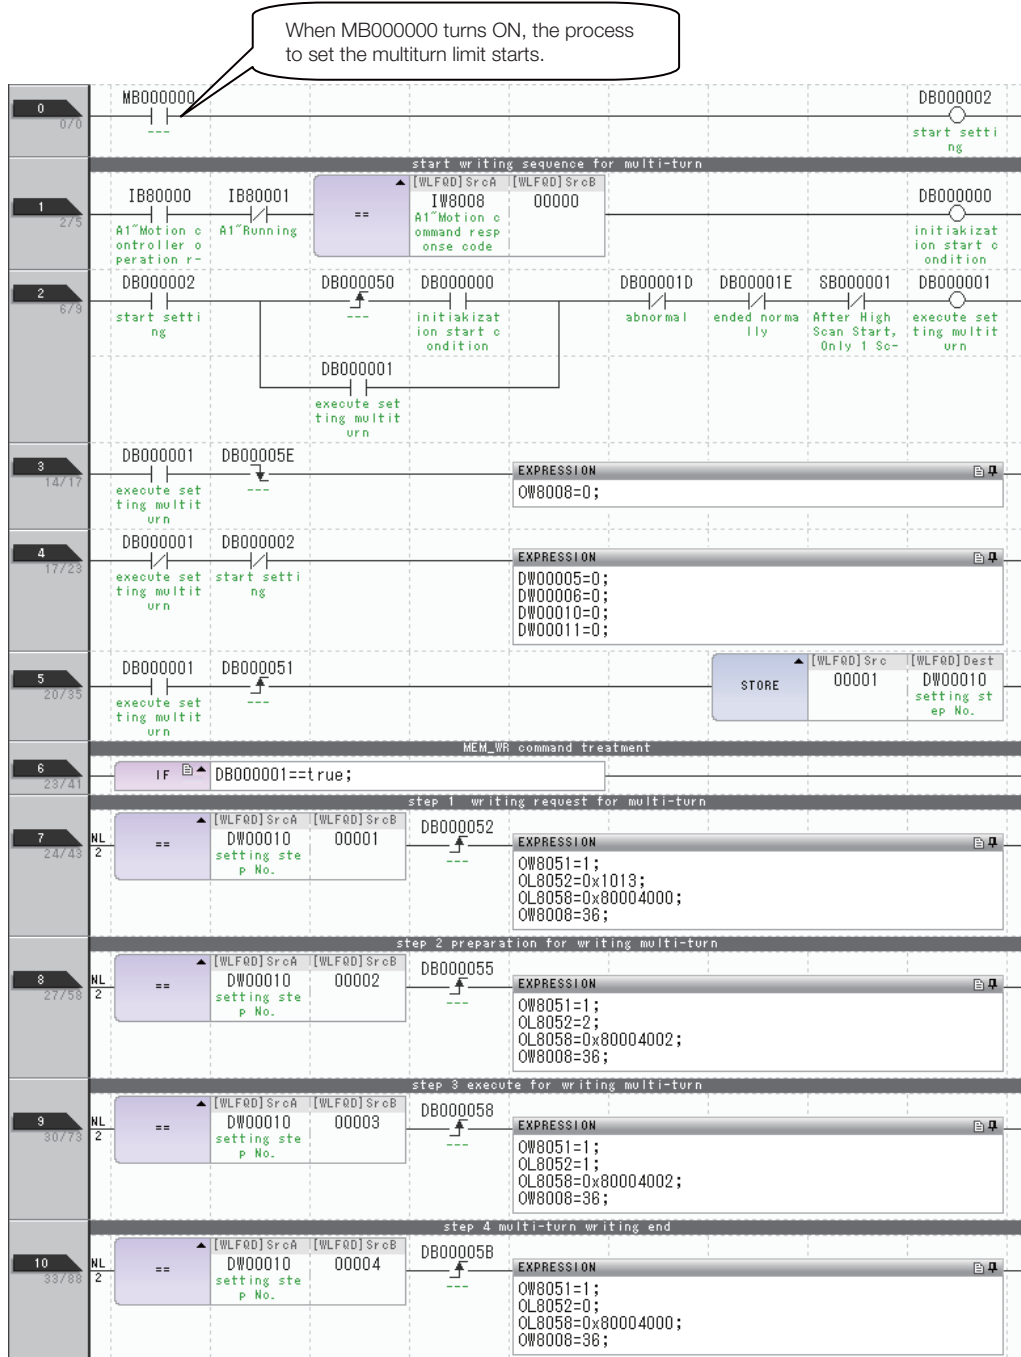 When MB000000 turns ON, the process
to set the multiturn limit starts.
0
0/0
MB000000
---
DB000002
start setti
ng
start writing sequence for multi-turn
1
2/5
IB80000
A1~Motion c
ontroller o
peration r-
IB80001
A1~Running
==
[WLFQD]SrcA
IW8008
A1~Motion c
ommand resp
onse code
[WLFQD]SrcB
00000
DB000000
initiakizat
ion start c
ondition
2
6/9
DB000002
start setti
ng
DB000050
---
DB000000
initiakizat
ion start c
ondition
DB00001D
abnormal
DB00001E
ended norma
lly
SB000001
After High
Scan Start,
Only 1 Sc-
DB000001
execute set
ting multit
urn
DB000001
execute set
ting multit
urn
3
14/17
DB000001
execute set
ting multit
urn
DB00005E
---
EXPRESSION
OW8008=0;
4
17/23
DB000001
execute set
ting multit
urn
DB000002
start setti
ng
EXPRESSION
DW00005=0;
DW00006=0;
DW00010=0;
DW00011=0;
5
20/35
DB000001
execute set
ting multit
urn
DB000051
STORE
[WLFQD]Src
00001
[WLFQD]Dest
DW00010
setting st
ep No.
MEM_WR command treatment
6
23/41
IF
DB000001==true;
step 1 writing request for multi-turn
7
24/43
NL
2
==
[WLFQD]SrcA
DW00010
setting ste
p No.
[WLFQD]SrcB
00001
DB000052
---
EXPRESSION
OW8051=1;
OL8052=0x1013;
OL8058=0x80004000;
OW8008=36;
step 2 preparation for writing multi-turn
8
27/58
NL
2
==
[WLFQD]SrcA
DW00010
setting ste
p No.
[WLFQD]SrcB
00002
DB000055
---
EXPRESSION
OW8051=1;
OL8052=2;
OL8058=0x80004002;
OW8008=36;
step 3 execute for writing multi-turn
9
30/73
NL
2
==
[WLFQD]SrcA
DW00010
setting ste
p No.
[WLFQD]SrcB
00003
DB000058
---
EXPRESSION
OW8051=1;
OL8052=1;
OL8058=0x80004002;
OW8008=36;
step 4 multi-turn writing end
10
33/88
NL
2
==
[WLFQD]SrcA
DW00010
setting ste
p No.
[WLFQD]SrcB
00004
DB00005B
---
EXPRESSION
OW8051=1;
OL8052=0;
OL8058=0x80004000;
OW8008=36;